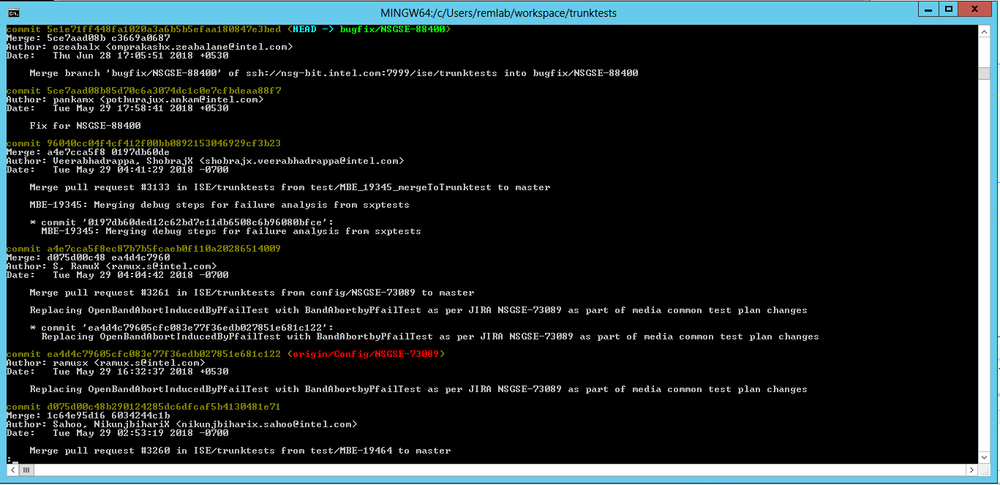 MINGW64:/c/Users/remlab/workspace/trunktests
commit 5e1e71ff448fa1020a3a6b5b5efaa180847e3bed (HEAD -> bugfix/NSGSE-88400)
Merge: 5ce7aad08b c3669a0687
Author: ozeabalx <omprakashx.zeabalane@intel.com>
Date:   Thu Jun 28 17:05:51 2018 +0530
Merge branch 'bugfix/NSGSE-88400' of ssh://nsg-bit.intel.com:7999/ise/trunktests into bugfix/NSGSE-88400
commit 5ce7aad08b85d70c6a3074dc1c0e7cfbdeaa88f7
Author: pankamx <pothurajux.ankam@intel.com>
Date:   Tue May 29 17:58:41 2018 +0530
Fix for NSGSE-88400
commit 96040cc04f4cf412f00bb0892153046929cf3b23
Merge: a4e7cca5f8 0197db60de
Author: Veerabhadrappa, ShobrajX <shobrajx.veerabhadrappa@intel.com>
Date:   Tue May 29 04:41:29 2018 -0700
Merge pull request #3133 in ISE/trunktests from test/MBE_19345_mergeToTrunktest to master
MBE-19345: Merging debug steps for failure analysis from sxptests
* commit '0197db60ded12c62bd7e11db6508c6b96080bfce':
MBE-19345: Merging debug steps for failure analysis from sxptests
commit a4e7cca5f8ec87b7b5fcaeb0f110a20286514009
Merge: d075d00c48 ea4d4c7960
Author: S, RamuX <ramux.s@intel.com>
Date:   Tue May 29 04:04:42 2018 -0700
Merge pull request #3261 in ISE/trunktests from config/NSGSE-73089 to master
Replacing OpenBandAbortInducedByPfailTest with BandAbortbyPfailTest as per JIRA NSGSE-73089 as part of media common test plan changes
* commit 'ea4d4c79605cfc083e77f36edb027851e681c122':
Replacing OpenBandAbortInducedByPfailTest with BandAbortbyPfailTest as per JIRA NSGSE-73089 as part of media common test plan changes
commit ea4d4c79605cfc083e77f36edb027851e681c122 (origin/Config/NSGSE-73089)
Author: ramusx <ramux.s@intel.com>
Date:   Tue May 29 16:32:37 2018 +0530
Replacing OpenBandAbortInducedByPfailTest with BandAbortbyPfailTest as per JIRA NSGSE-73089 as part of media common test plan changes
commit d075d00c48b290124285dc6dfcaf5b4130481e71
Merge: 1c64e95d16 6034244c1b
Author: Sahoo, NikunjbihariX <nikunjbiharix.sahoo@intel.com>
Date:   Tue May 29 02:53:19 2018 -0700
Merge pull request #3260 in ISE/trunktests from test/MBE-19464 to master
: